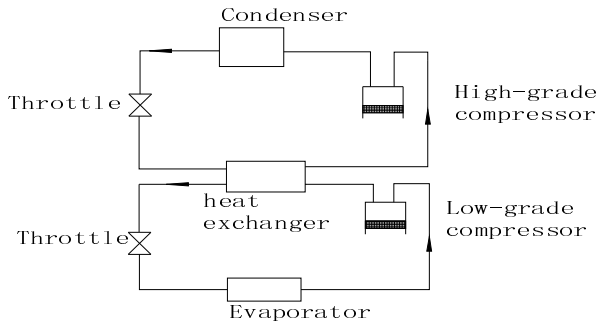 Condenser
Throttle
High-grade
compressor
heat
exchanger
Low-grade
compressor
Throttle
Evaporator